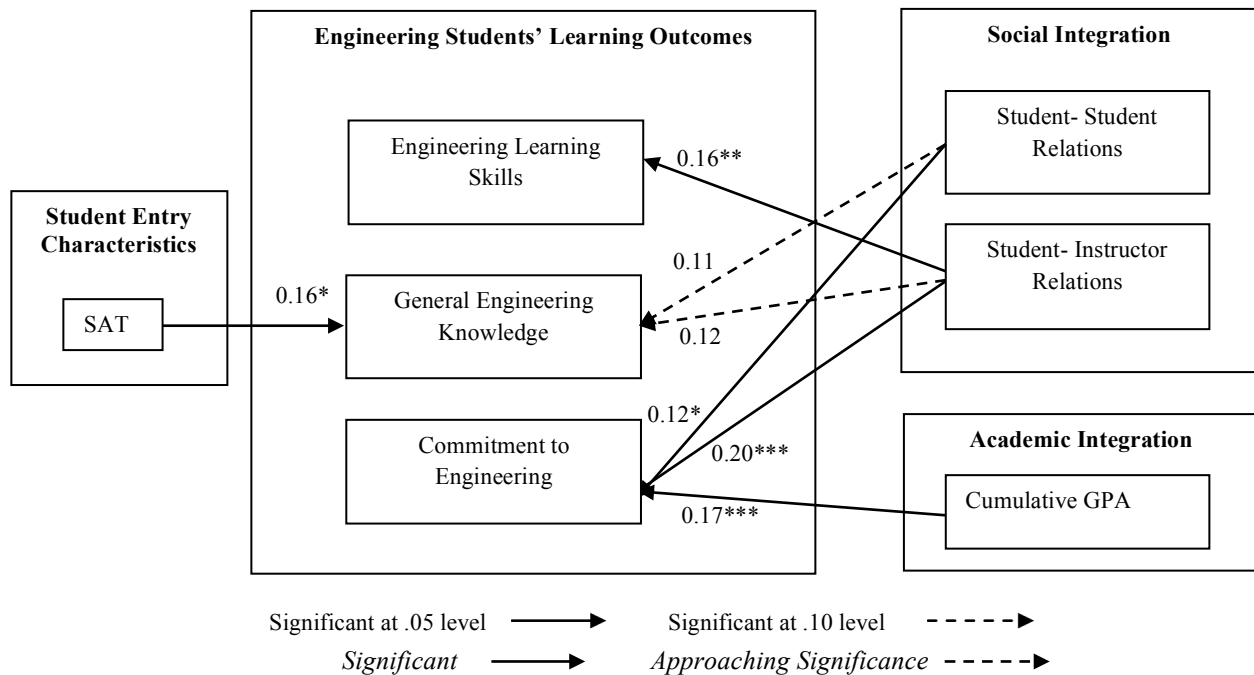 Engineering Students’ Learning Outcomes
Social Integration
Student- Student
Relations
Engineering Learning
Skills
0.16**
Student Entry
Characteristics
Student- Instructor
Relations
0.11
0.16*
General Engineering
Knowledge
SAT
0.12
0.12*
Academic Integration
Commitment to
Engineering
0.20***
Cumulative GPA
0.17***
Significant at .05 level
Significant at .10 level
Significant
Approaching Significance